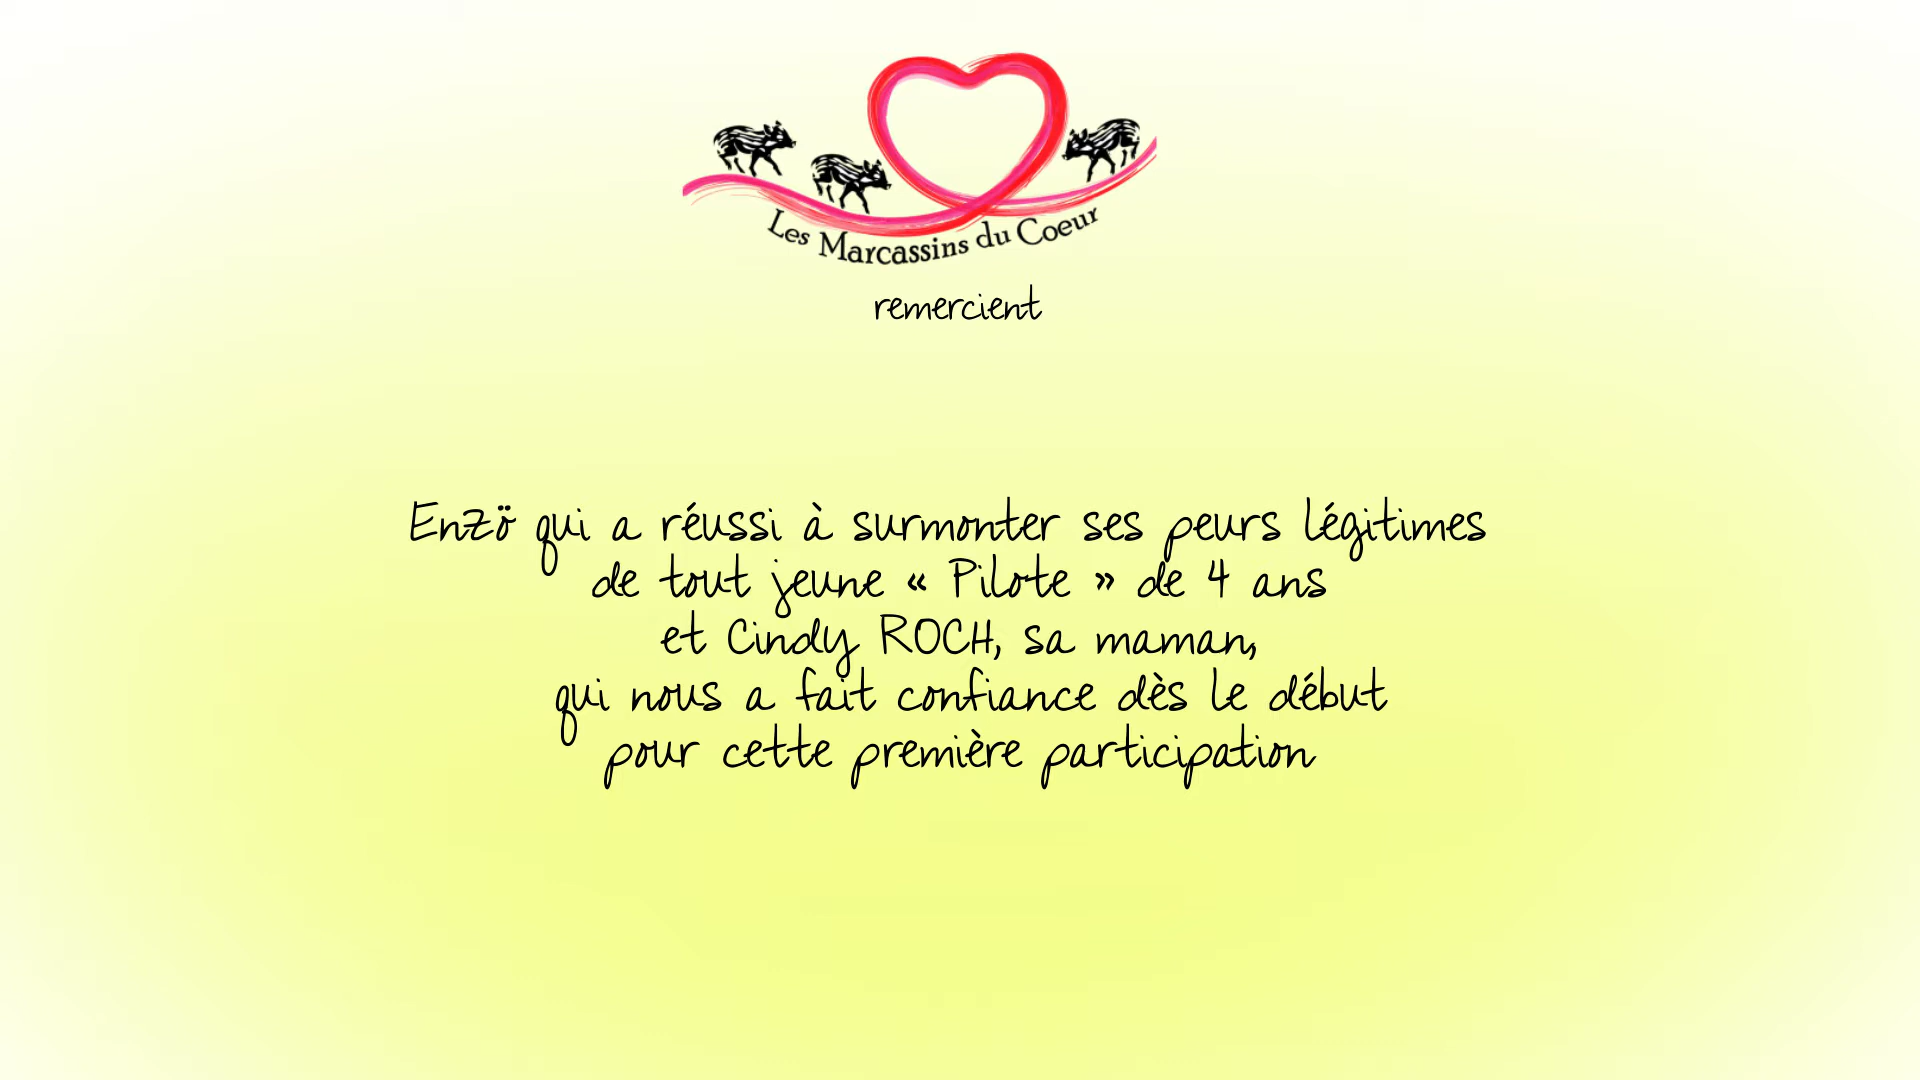 Les Marcassins du Coeur
remercient
Enzö qui a réussi à surmonter ses peurs légitimes
de tout jeune « Pilote » de 4 ans
et Cindy ROCH, sa maman,
qui nous a fait confiance dès le début
pour cette première participation